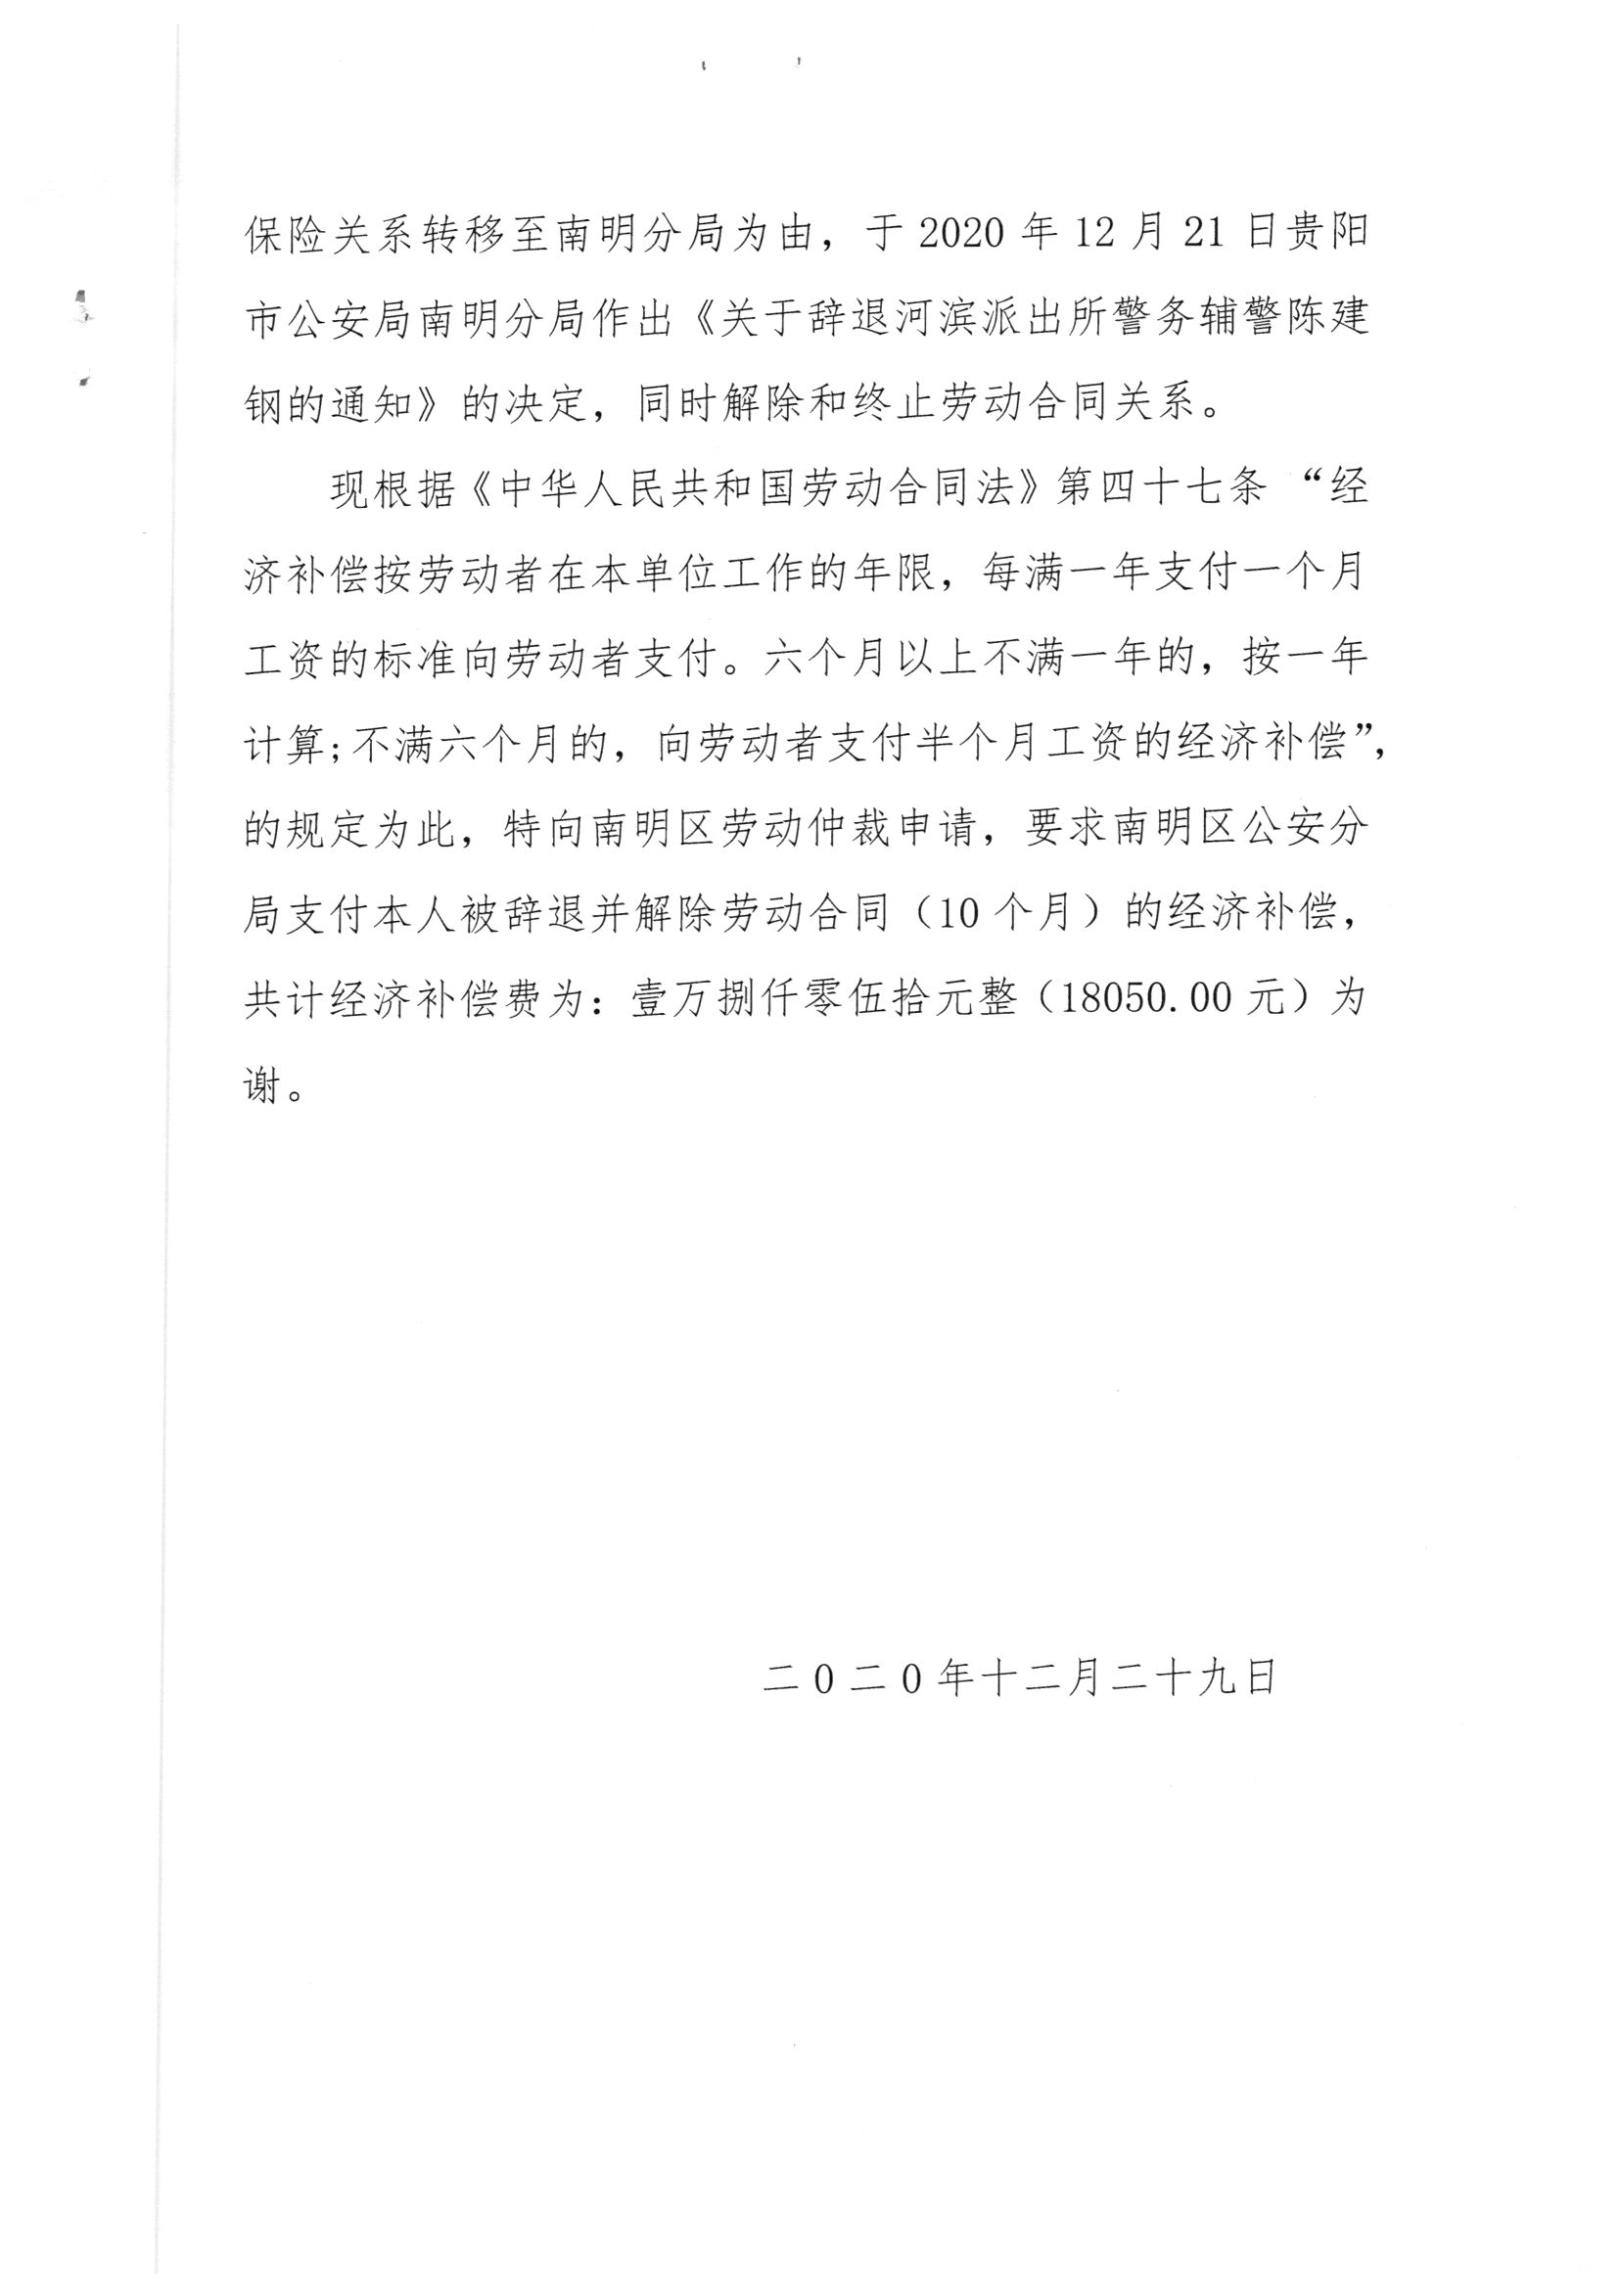 保险关系转移至南明分局为由，于 2020 年 12 月 21 日贵阳
市公安局南明分局作出《关于辞退河滨派出所警务辅警陈建
钢的通知》的决定，同时解除和终止劳动合同关系。
现根据《中华人民共和国劳动合同法》第四十七条 “经
济补偿按劳动者在本单位工作的年限，每满一年支付一个月
工资的标准向劳动者支付。六个月以上不满一年的，按一年
计算;不满六个月的，向劳动者支付半个月工资的经济补偿”，
的规定为此，特向南明区劳动仲裁申请，要求南明区公安分
局支付本人被辞退并解除劳动合同（10 个月）的经济补偿，
共计经济补偿费为：壹万捌仟零伍拾元整（18050.00 元）为
谢。
二 0 二 0 年十二月二十九日